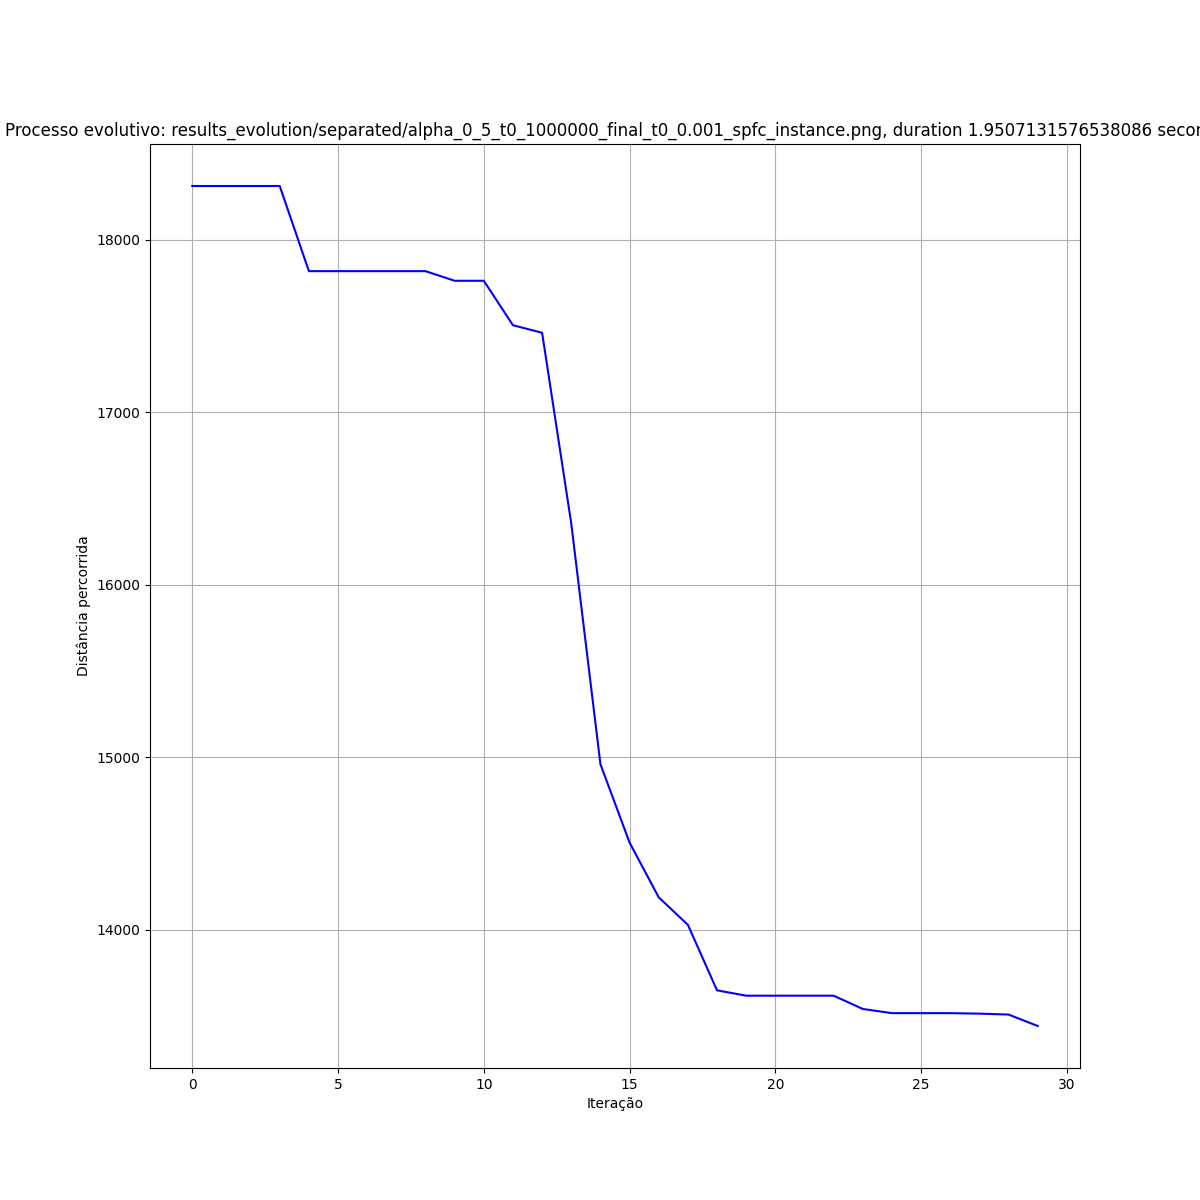 Processo evolutivo: results_evolution/separated/alpha_0_5_t0_1000000_final_t0_0.001_spfc_instance.png, duration 1.9507131576538086 secor
18000
17000
16000
15000
14000
Distância percorrida
0 5 10 15 20 25 30
Iteração